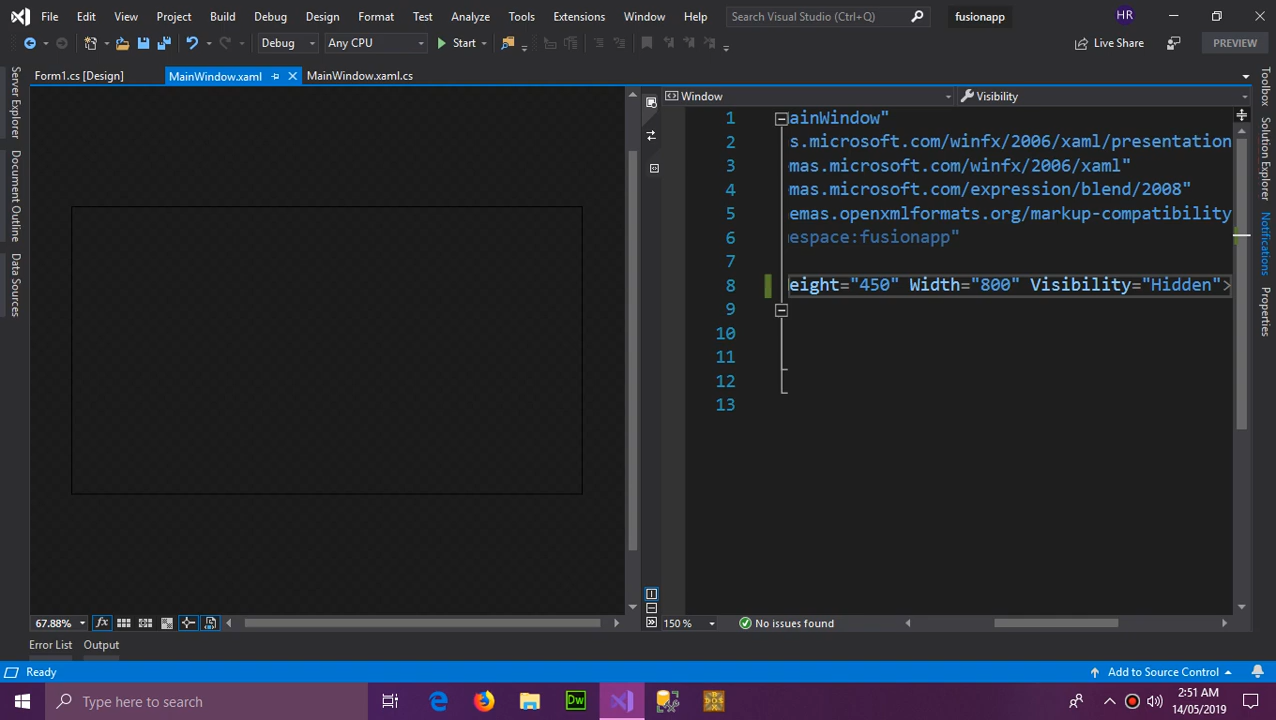 File Edit View Project Build Debug Design Format Test Analyze Tools Extensions Window Help Search Visual Studio (Ctrl+Q) fusionapp HR
Debug Any CPU Start Live Share PREVIEW
Form1.cs [Design] MainWindow.xaml MainWindow.xaml.cs
Server Explorer
Document Outline
Data Sources
Window Visibility
1 ainWindow"
2 s.microsoft.com/winfx/2006/xaml/presentation
3 mas.microsoft.com/winfx/2006/xaml"
4 mas.microsoft.com/expression/blend/2008"
5 emas.openxmlformats.org/markup-compatibility
6 espace:fusionapp"
7
8 eight="450" Width="800" Visibility="Hidden">
9
10
11
12
13
Toolbox
Solution Explorer
Notifications
Properties
67.88% fx 150 % No issues found
Error List Output
Ready Add to Source Control
Type here to search Dw 2:51 AM
14/05/2019